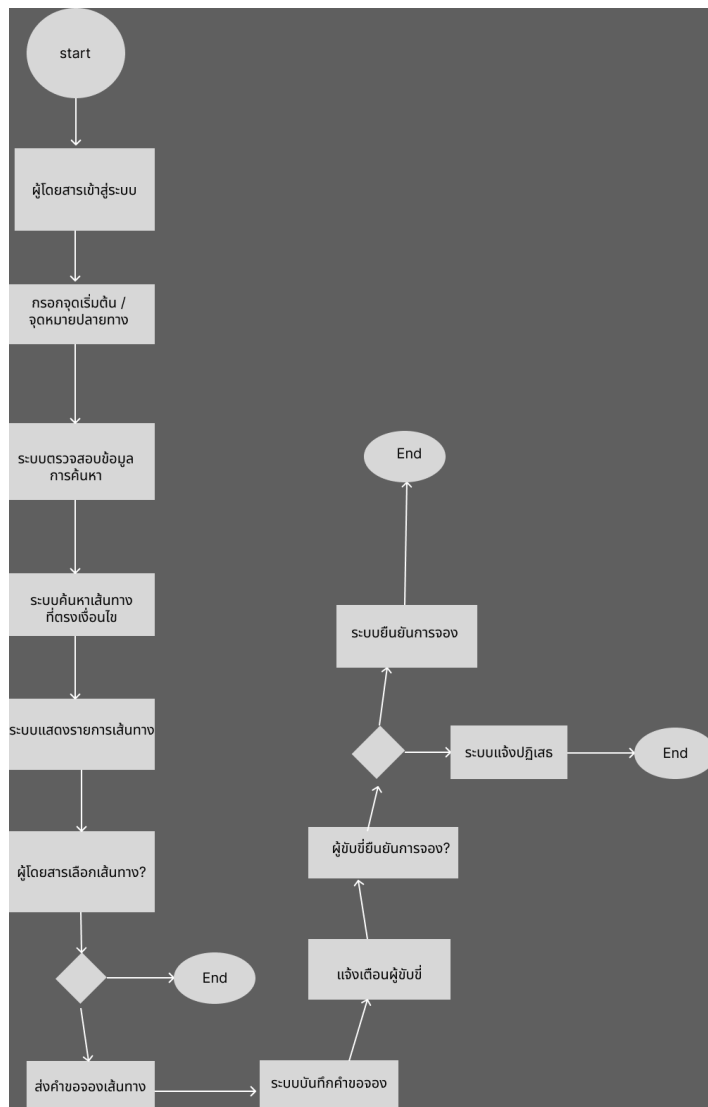 start
ผู้โดยสารเข้าสู่ระบบ
กรอกจุดเริ่มต้น /
จุดหมายปลายทาง
ระบบตรวจสอบข้อมูล
การค้นหา
ระบบค้นหาเส้นทาง
ที่ตรงเงื่อนไข
ระบบแสดงรายการเส้นทาง
ผู้โดยสารเลือกเส้นทาง?
End
ส่งคำขอจองเส้นทาง
ระบบบันทึกคำขอจอง
แจ้งเตือนผู้ขับขี่
ผู้ขับขี่ยืนยันการจอง?
ระบบแจ้งปฏิเสธ
End
ระบบยืนยันการจอง
End